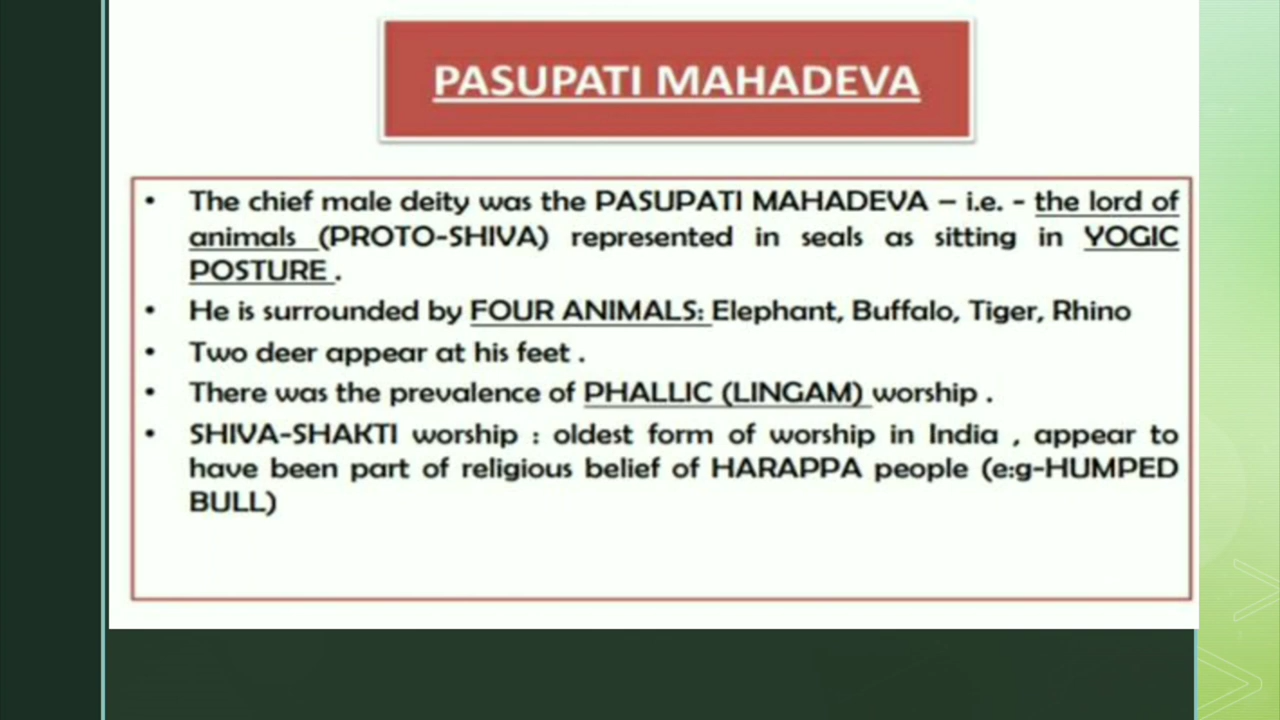 PASUPATI MAHADEVA
• The chief male deity was the PASUPATI MAHADEVA – i.e. - the lord of
animals (PROTO-SHIVA) represented in seals as sitting in YOGIC
POSTURE .
• He is surrounded by FOUR ANIMALS: Elephant, Buffalo, Tiger, Rhino
• Two deer appear at his feet .
• There was the prevalence of PHALLIC (LINGAM) worship .
• SHIVA-SHAKTI worship : oldest form of worship in India , appear to
have been part of religious belief of HARAPPA people (e:g-HUMPED
BULL)